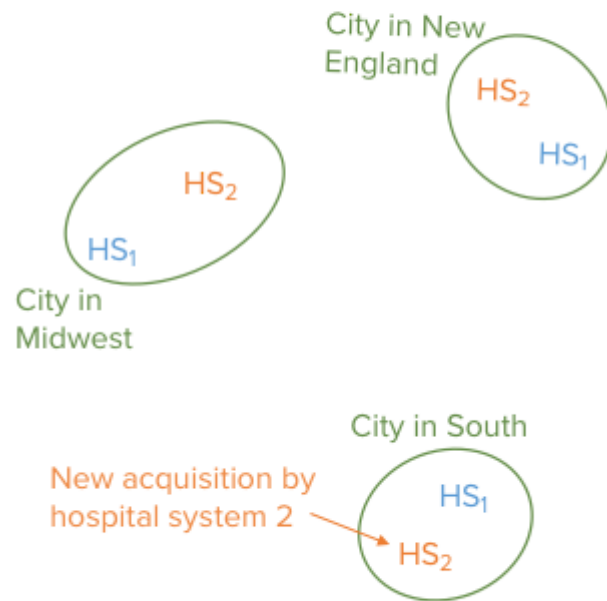 City in New
England
HS₂
HS₁
HS₂
HS₁
City in
Midwest
City in South
New acquisition by
hospital system 2
HS₁
HS₂